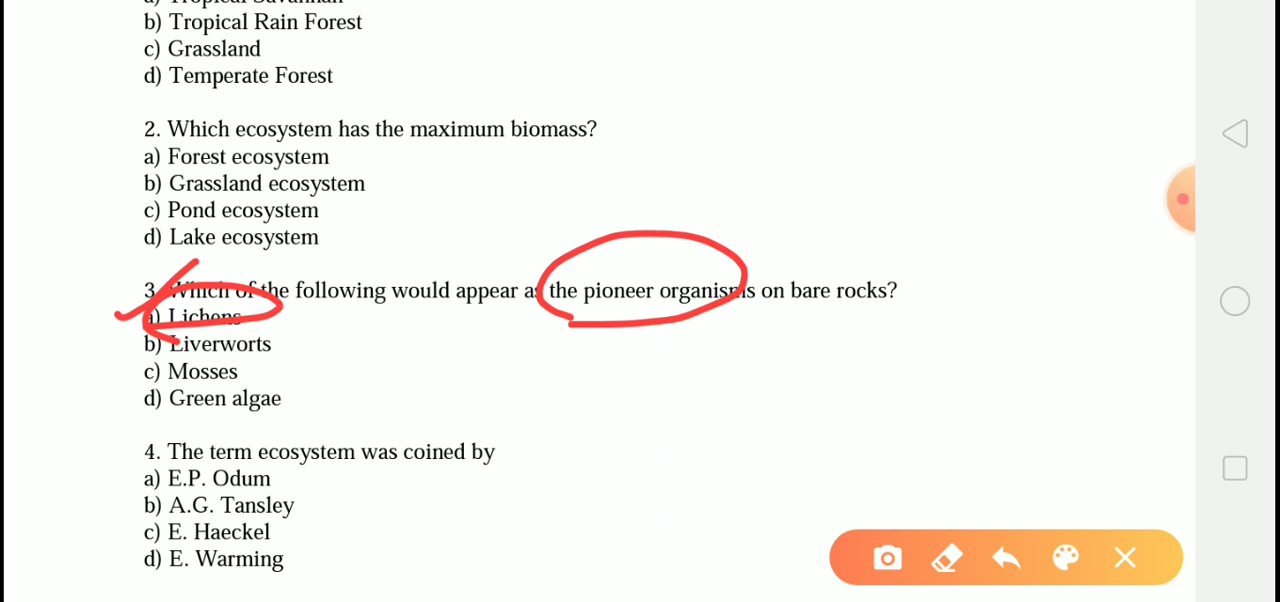 b) Tropical Rain Forest
c) Grassland
d) Temperate Forest
2. Which ecosystem has the maximum biomass?
a) Forest ecosystem
b) Grassland ecosystem
c) Pond ecosystem
d) Lake ecosystem
3. Which of the following would appear as the pioneer organisms on bare rocks?
a) Lichens
b) Liverworts
c) Mosses
d) Green algae
4. The term ecosystem was coined by
a) E.P. Odum
b) A.G. Tansley
c) E. Haeckel
d) E. Warming